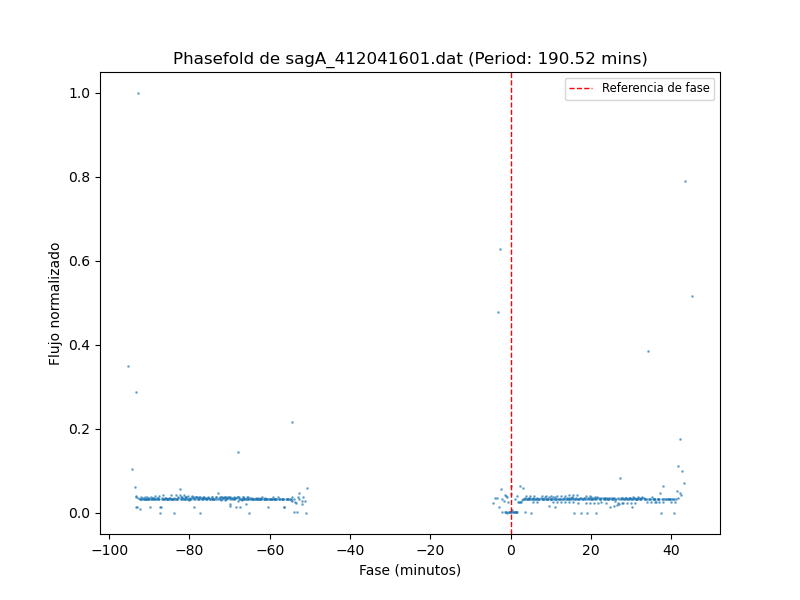 Phasefold de sagA_412041601.dat (Period: 190.52 mins)
Referencia de fase
Flujo normalizado
1.0
0.8
0.6
0.4
0.2
0.0
−100 −80 −60 −40 −20 0 20 40
Fase (minutos)